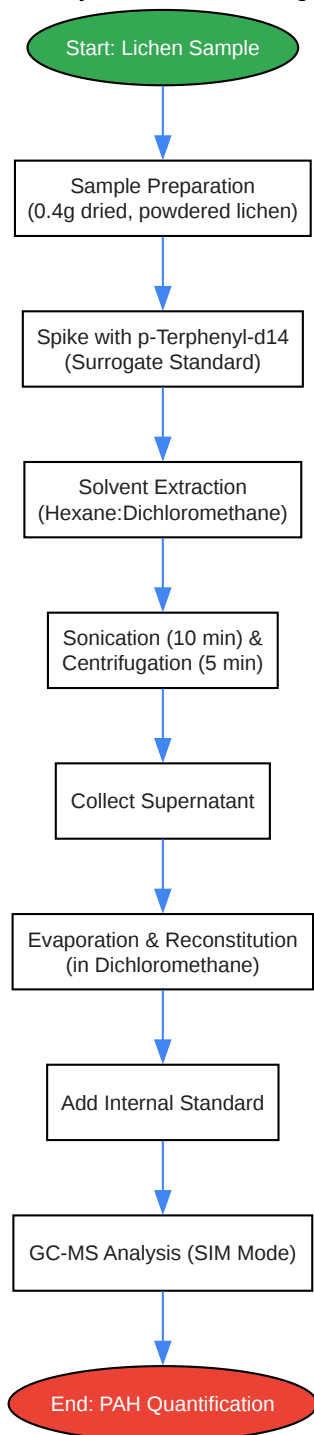 Start: Lichen Sample
Sample Preparation
(0.4g dried, powdered lichen)
Spike with p-Terphenyl-d14
(Surrogate Standard)
Solvent Extraction
(Hexane:Dichloromethane)
Sonication (10 min) &
Centrifugation (5 min)
Collect Supernatant
Evaporation & Reconstitution
(in Dichloromethane)
Add Internal Standard
GC-MS Analysis (SIM Mode)
End: PAH Quantification